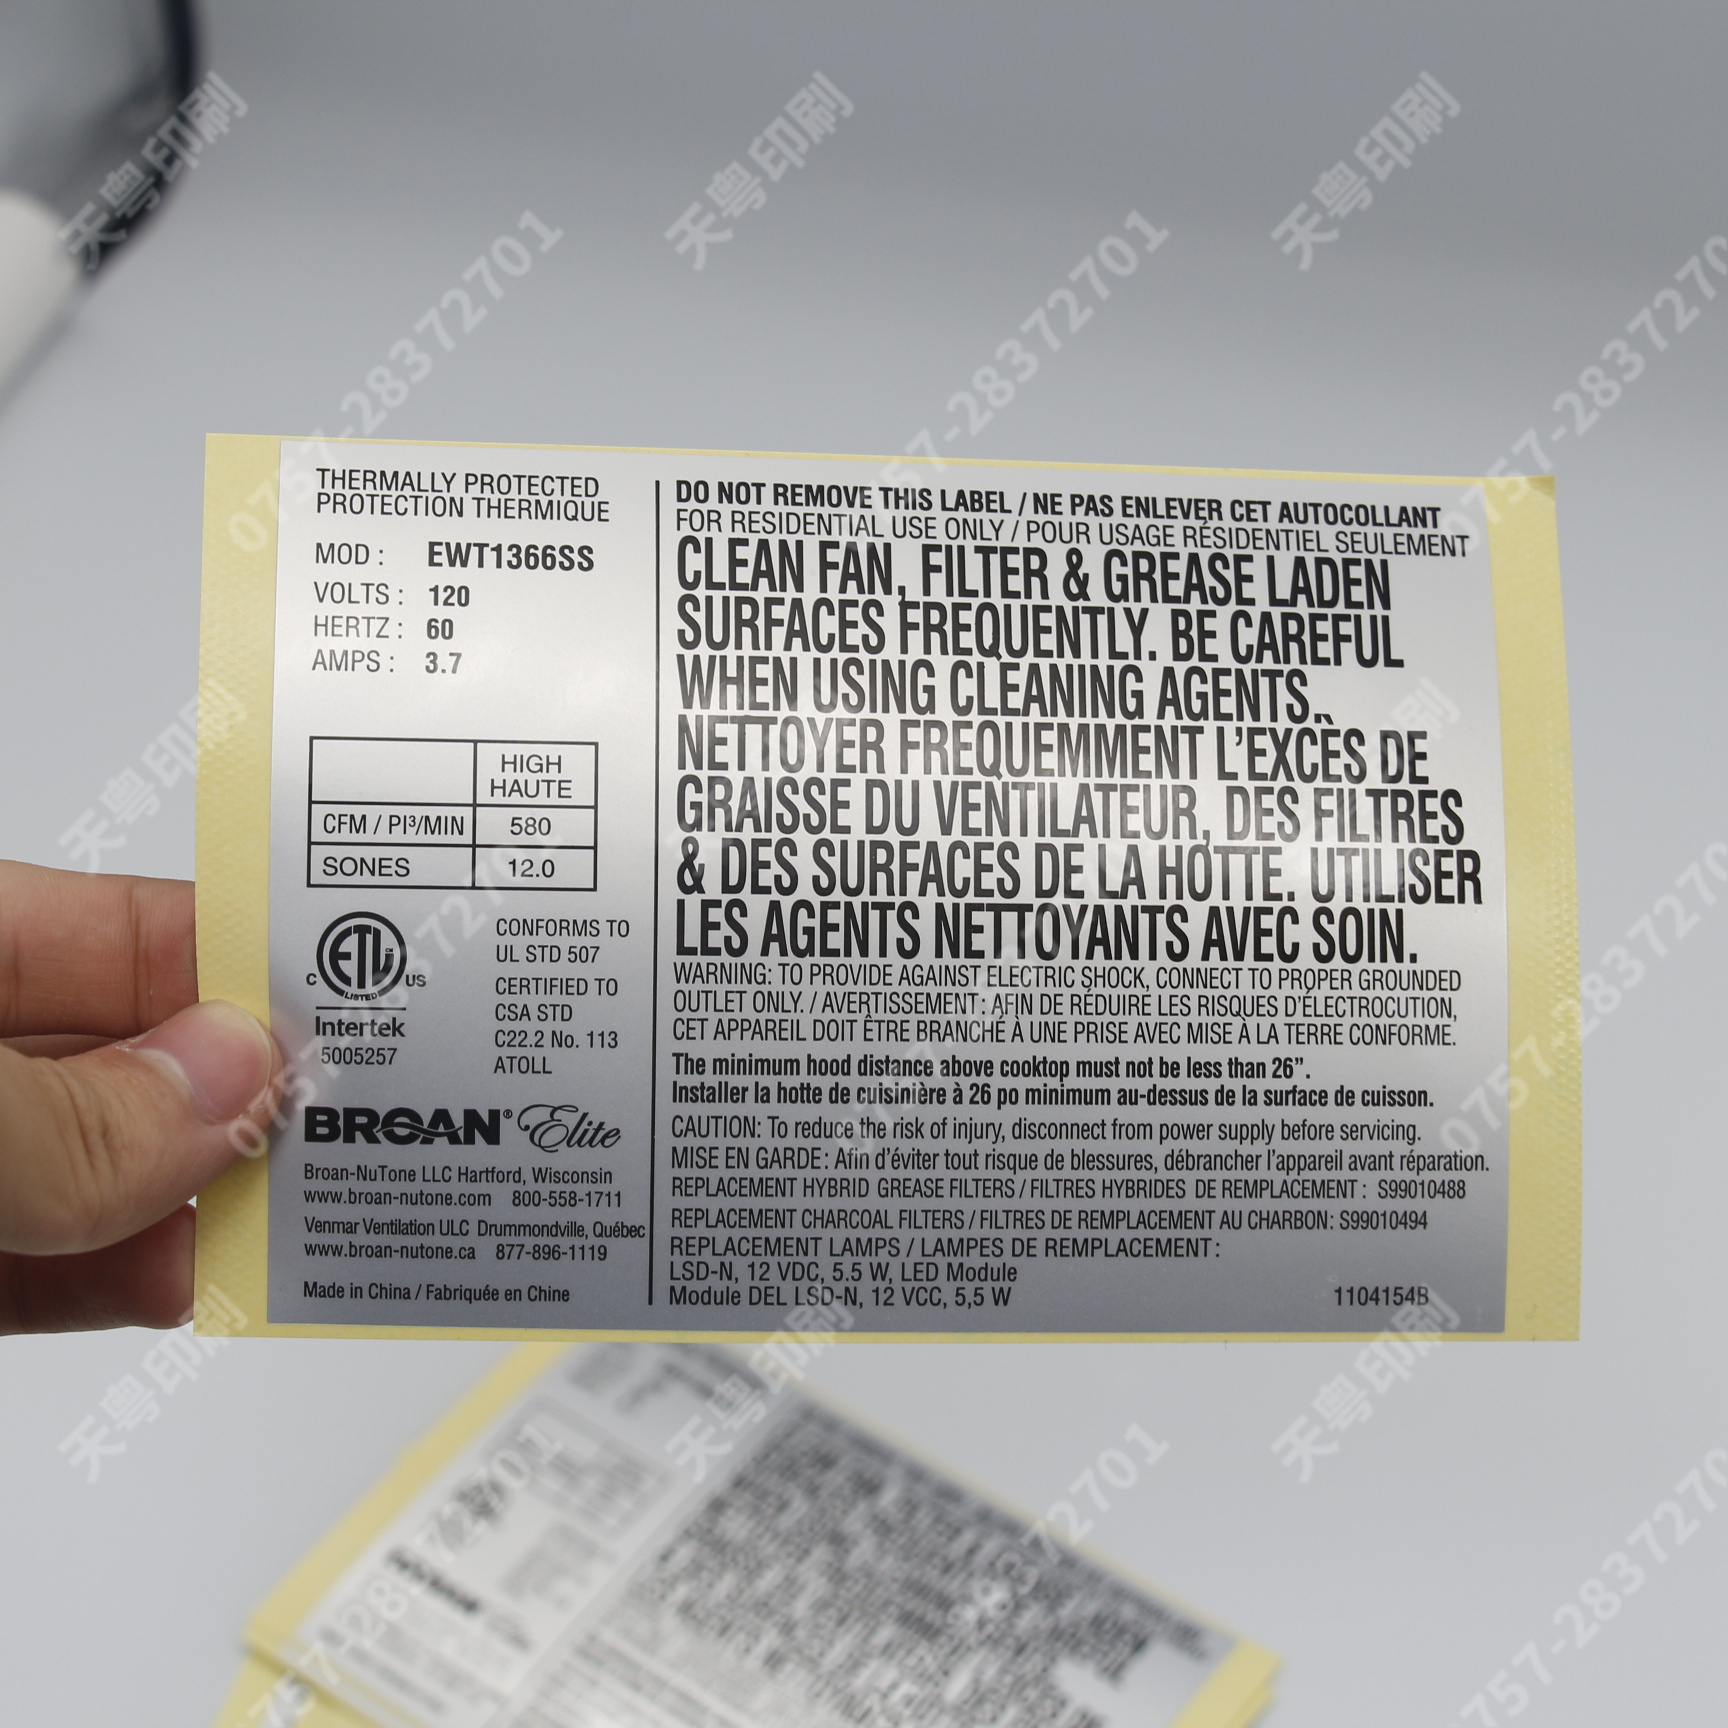 THERMALLY PROTECTED
PROTECTION THERMIQUE
MOD : EWT1366SS
VOLTS : 120
HERTZ : 60
AMPS : 3.7
HIGH
HAUTE
CFM / PI³/MIN 580
SONES 12.0
ETL
CM
LISTED
C US
Intertek
5005257
CONFORMS TO
UL STD 507
CERTIFIED TO
CSA STD
C22.2 No. 113
ATOLL
BROAN® Elite
Broan-NuTone LLC Hartford, Wisconsin
www.broan-nutone.com 800-558-1711
Venmar Ventilation ULC Drummondville, Québec
www.broan-nutone.ca 877-896-1119
Made in China / Fabriquée en Chine
DO NOT REMOVE THIS LABEL / NE PAS ENLEVER CET AUTOCOLLANT
FOR RESIDENTIAL USE ONLY / POUR USAGE RÉSIDENTIEL SEULEMENT
CLEAN FAN, FILTER & GREASE LADEN
SURFACES FREQUENTLY. BE CAREFUL
WHEN USING CLEANING AGENTS.
NETTOYER FRÉQUEMMENT L'EXCÈS DE
GRAISSE DU VENTILATEUR, DES FILTRES
& DES SURFACES DE LA HOTTE. UTILISER
LES AGENTS NETTOYANTS AVEC SOIN.
WARNING: TO PROVIDE AGAINST ELECTRIC SHOCK, CONNECT TO PROPER GROUNDED
OUTLET ONLY. / AVERTISSEMENT : AFIN DE RÉDUIRE LES RISQUES D'ÉLECTROCUTION,
CET APPAREIL DOIT ÊTRE BRANCHÉ À UNE PRISE AVEC MISE À LA TERRE CONFORME.
The minimum hood distance above cooktop must not be less than 26”.
Installer la hotte de cuisinière à 26 po minimum au-dessus de la surface de cuisson.
CAUTION: To reduce the risk of injury, disconnect from power supply before servicing.
MISE EN GARDE : Afin d'éviter tout risque de blessures, débrancher l'appareil avant réparation.
REPLACEMENT HYBRID GREASE FILTERS / FILTRES HYBRIDES DE REMPLACEMENT : S99010488
REPLACEMENT CHARCOAL FILTERS / FILTRES DE REMPLACEMENT AU CHARBON: S99010494
REPLACEMENT LAMPS / LAMPES DE REMPLACEMENT :
LSD-N, 12 VDC, 5.5 W, LED Module
Module DEL LSD-N, 12 VCC, 5,5 W
1104154B
天粤印刷
0757-28372701